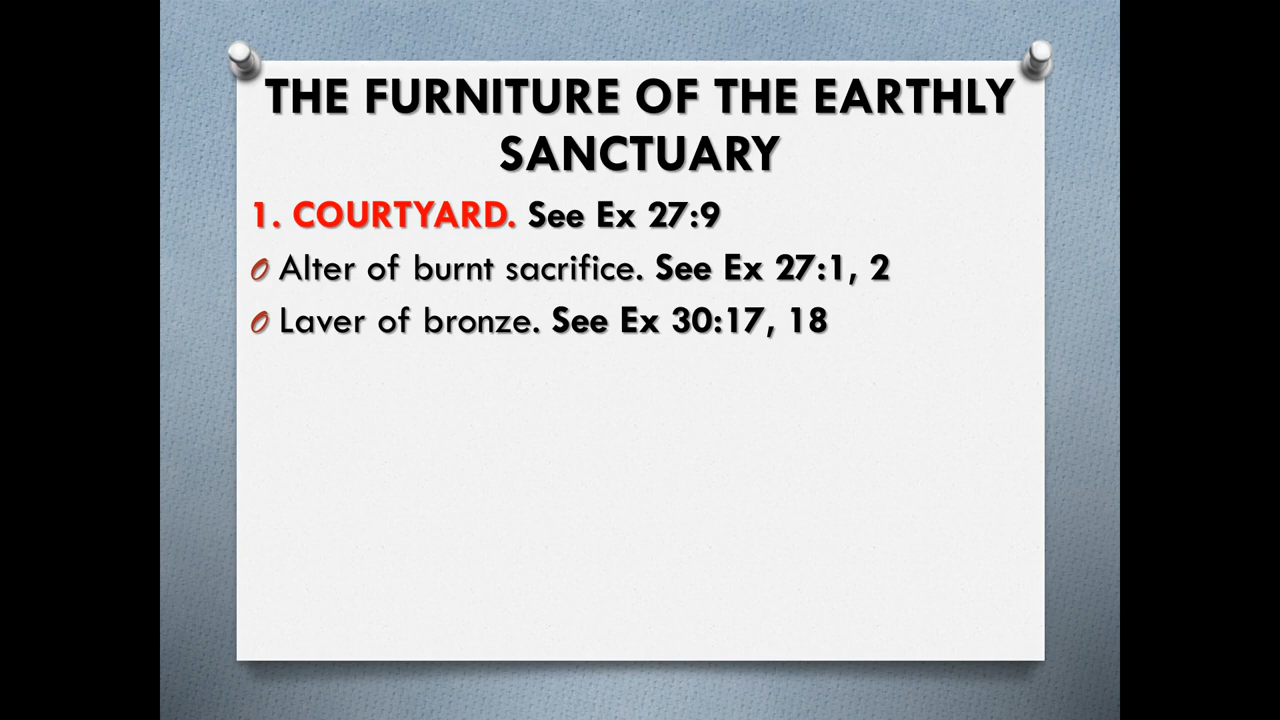 THE FURNITURE OF THE EARTHLY
SANCTUARY
1. COURTYARD. See Ex 27:9
Alter of burnt sacrifice. See Ex 27:1, 2
Laver of bronze. See Ex 30:17, 18